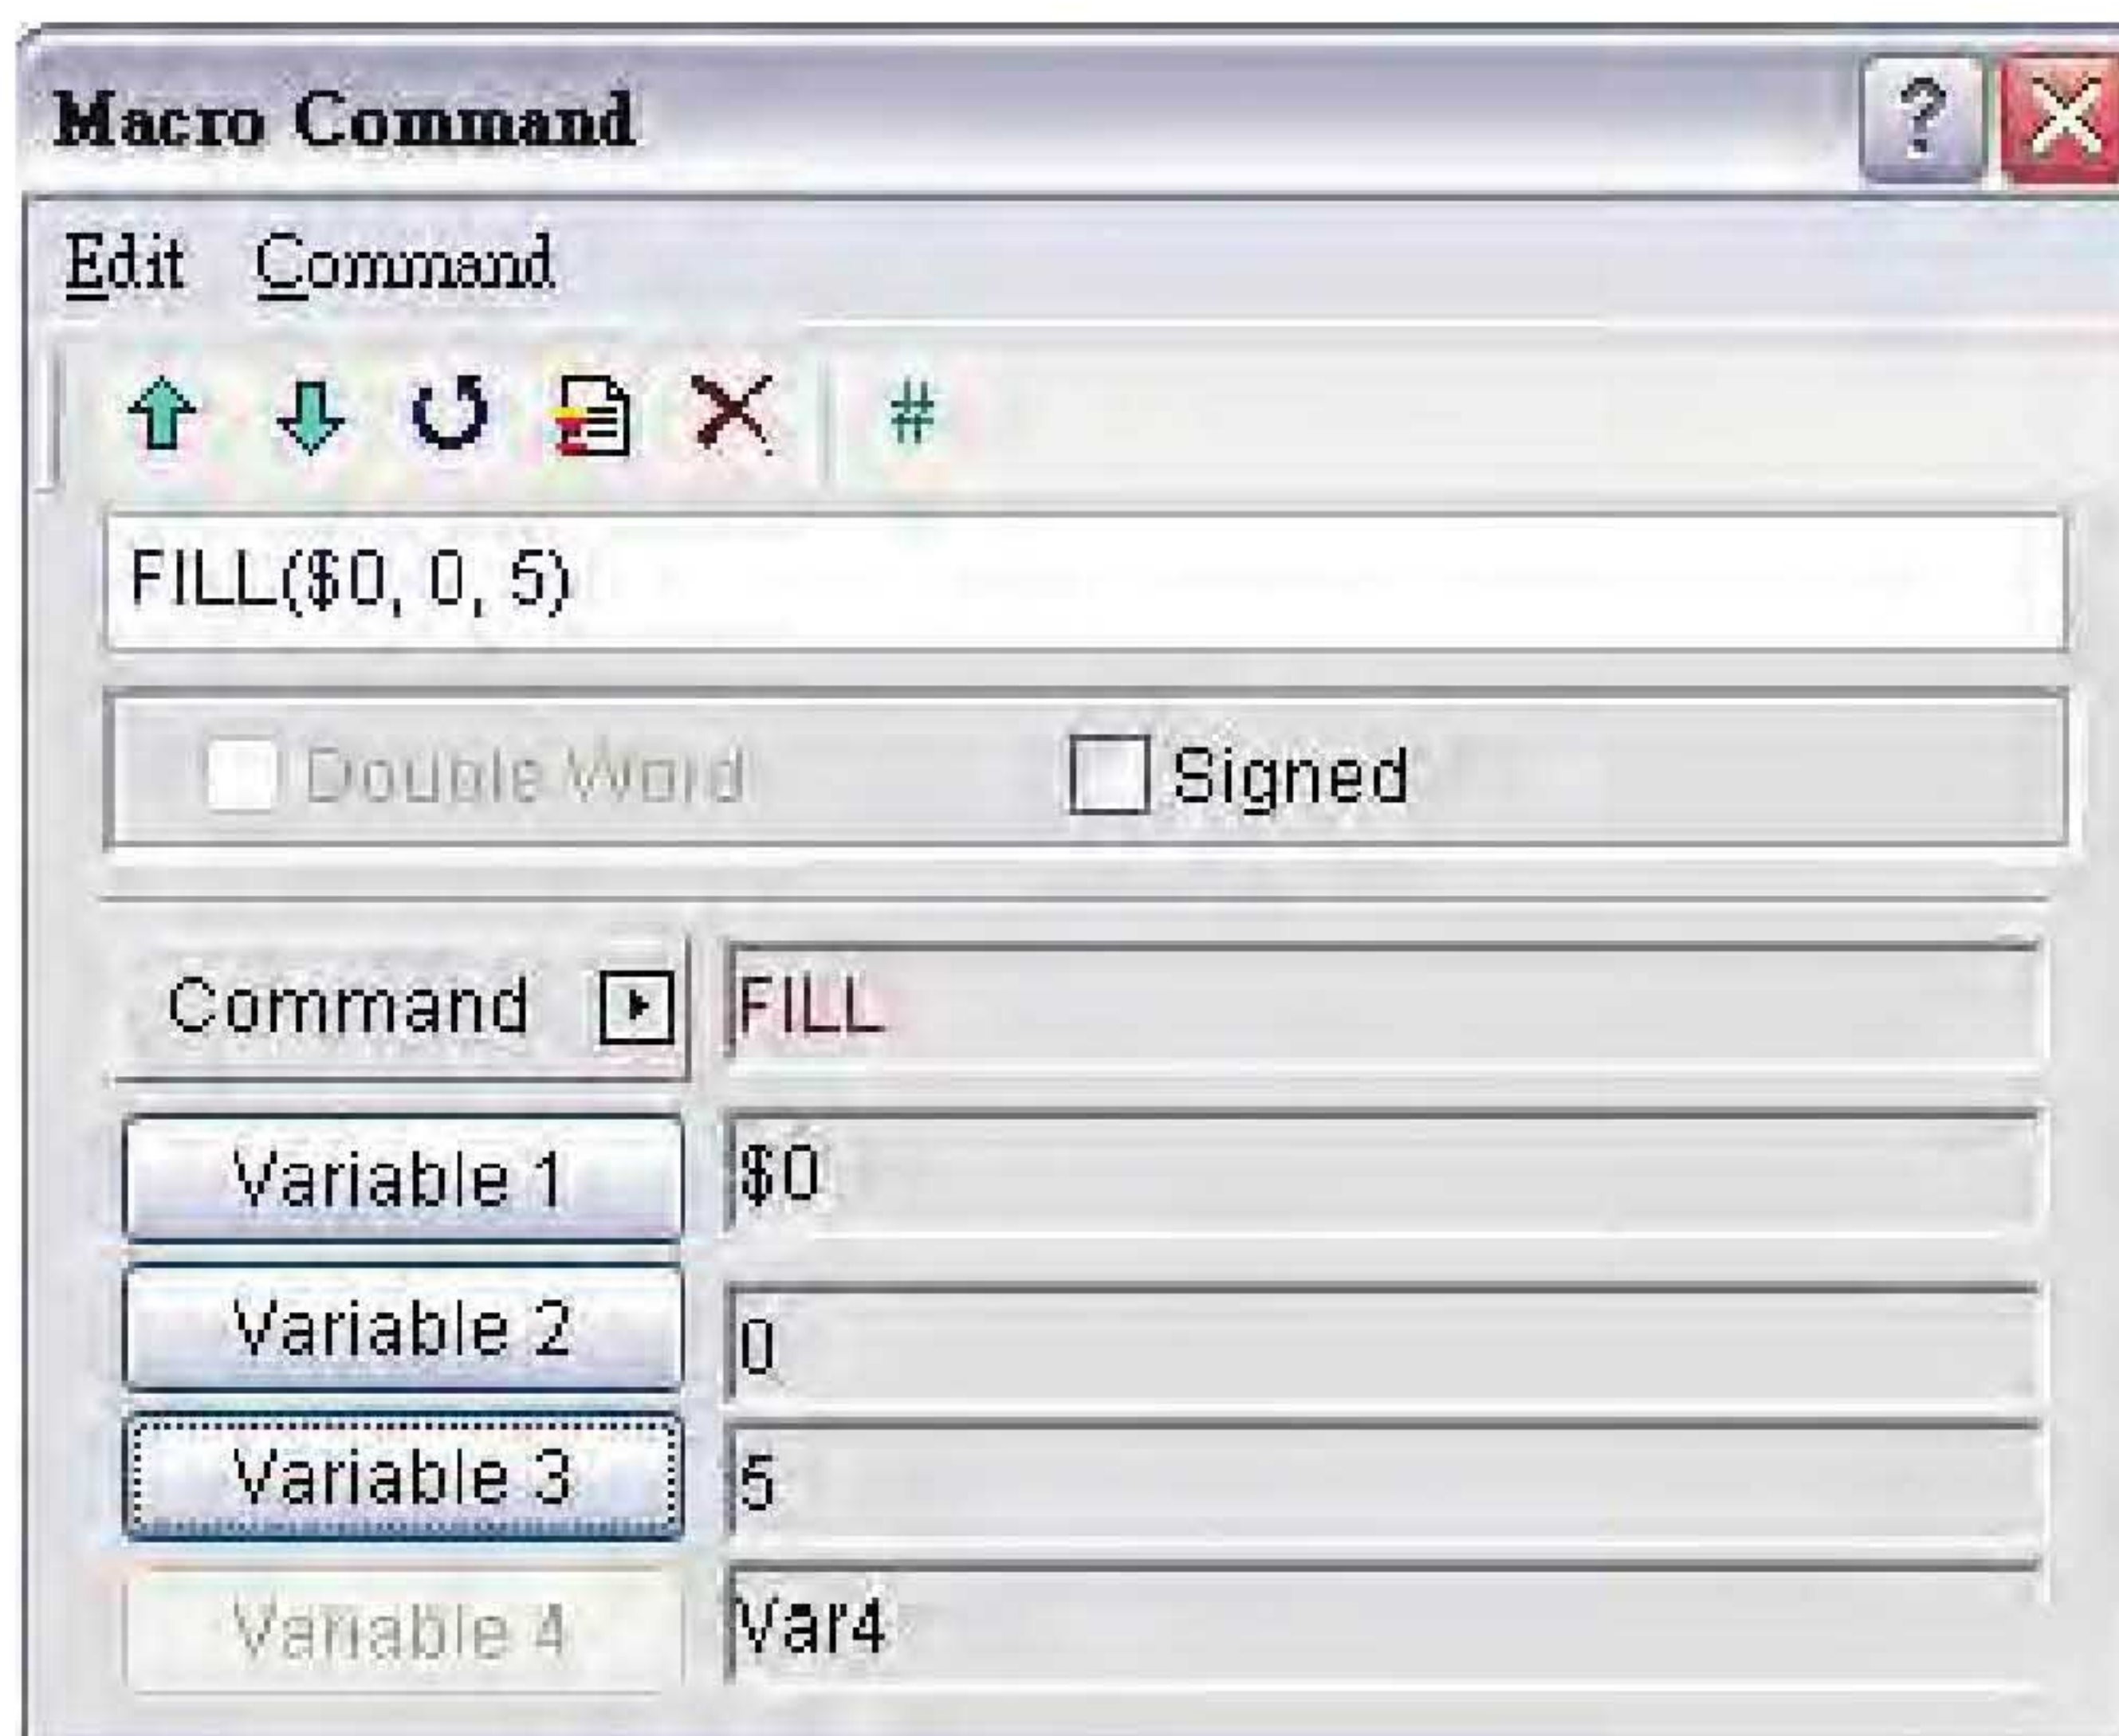 Macro Command ?
Edit Command
#
FILL($0, 0, 5)
Double Word Signed
Command FILL
Variable 1 $0
Variable 2 0
Variable 3 5
Variable 4 Var4